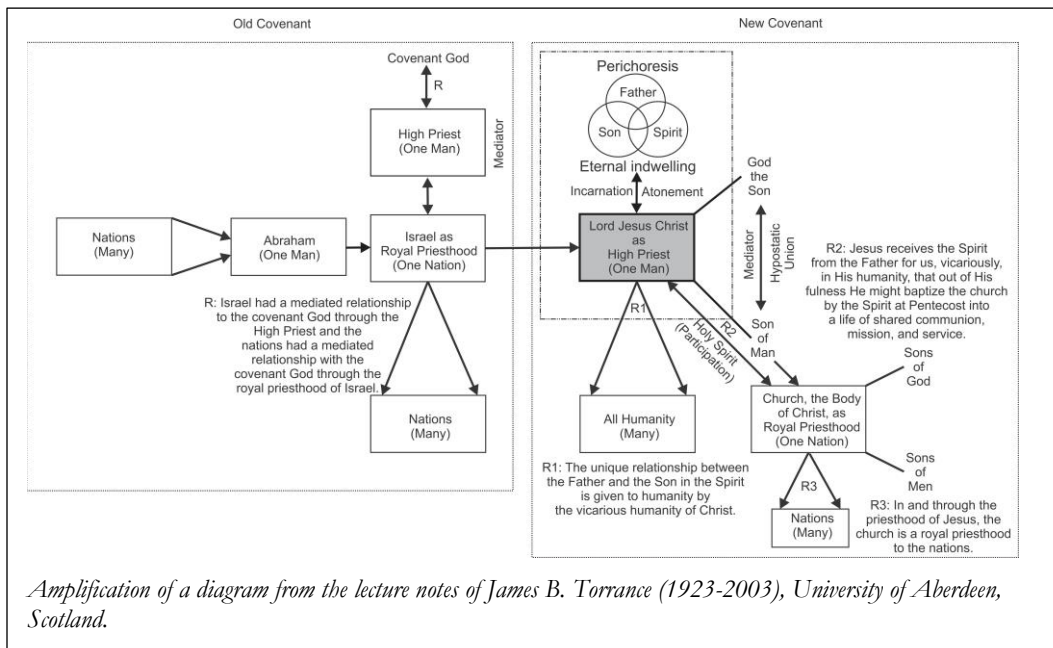 Old Covenant
Covenant God
R
High Priest
(One Man)
Mediator
Nations
(Many)
Abraham
(One Man)
Israel as
Royal Priesthood
(One Nation)
R: Israel had a mediated relationship
to the covenant God through the
High Priest and the
nations had a mediated
relationship with the
covenant God through the
royal priesthood of Israel.
Nations
(Many)
New Covenant
Perichoresis
Father
Son
Spirit
Eternal indwelling
Incarnation
Atonement
God
the
Son
Lord Jesus Christ
as
High Priest
(One Man)
Mediator
Hypostatic
Union
R2: Jesus receives the Spirit
from the Father for us, vicariously,
in His humanity, that out of His
fulness He might baptize the church
by the Spirit at Pentecost into
a life of shared communion,
mission, and service.
R1
R2
Holy Spirit
(Participation)
Son
of
Man
Sons
of
God
All Humanity
(Many)
Church, the Body
of Christ, as
Royal Priesthood
(One Nation)
Sons
of
Men
R1: The unique relationship between
the Father and the Son in the Spirit
is given to humanity by
the vicarious humanity of Christ.
R3
Nations
(Many)
R3: In and through the
priesthood of Jesus, the
church is a royal priesthood
to the nations.
Amplification of a diagram from the lecture notes of James B. Torrance (1923-2003), University of Aberdeen,
Scotland.